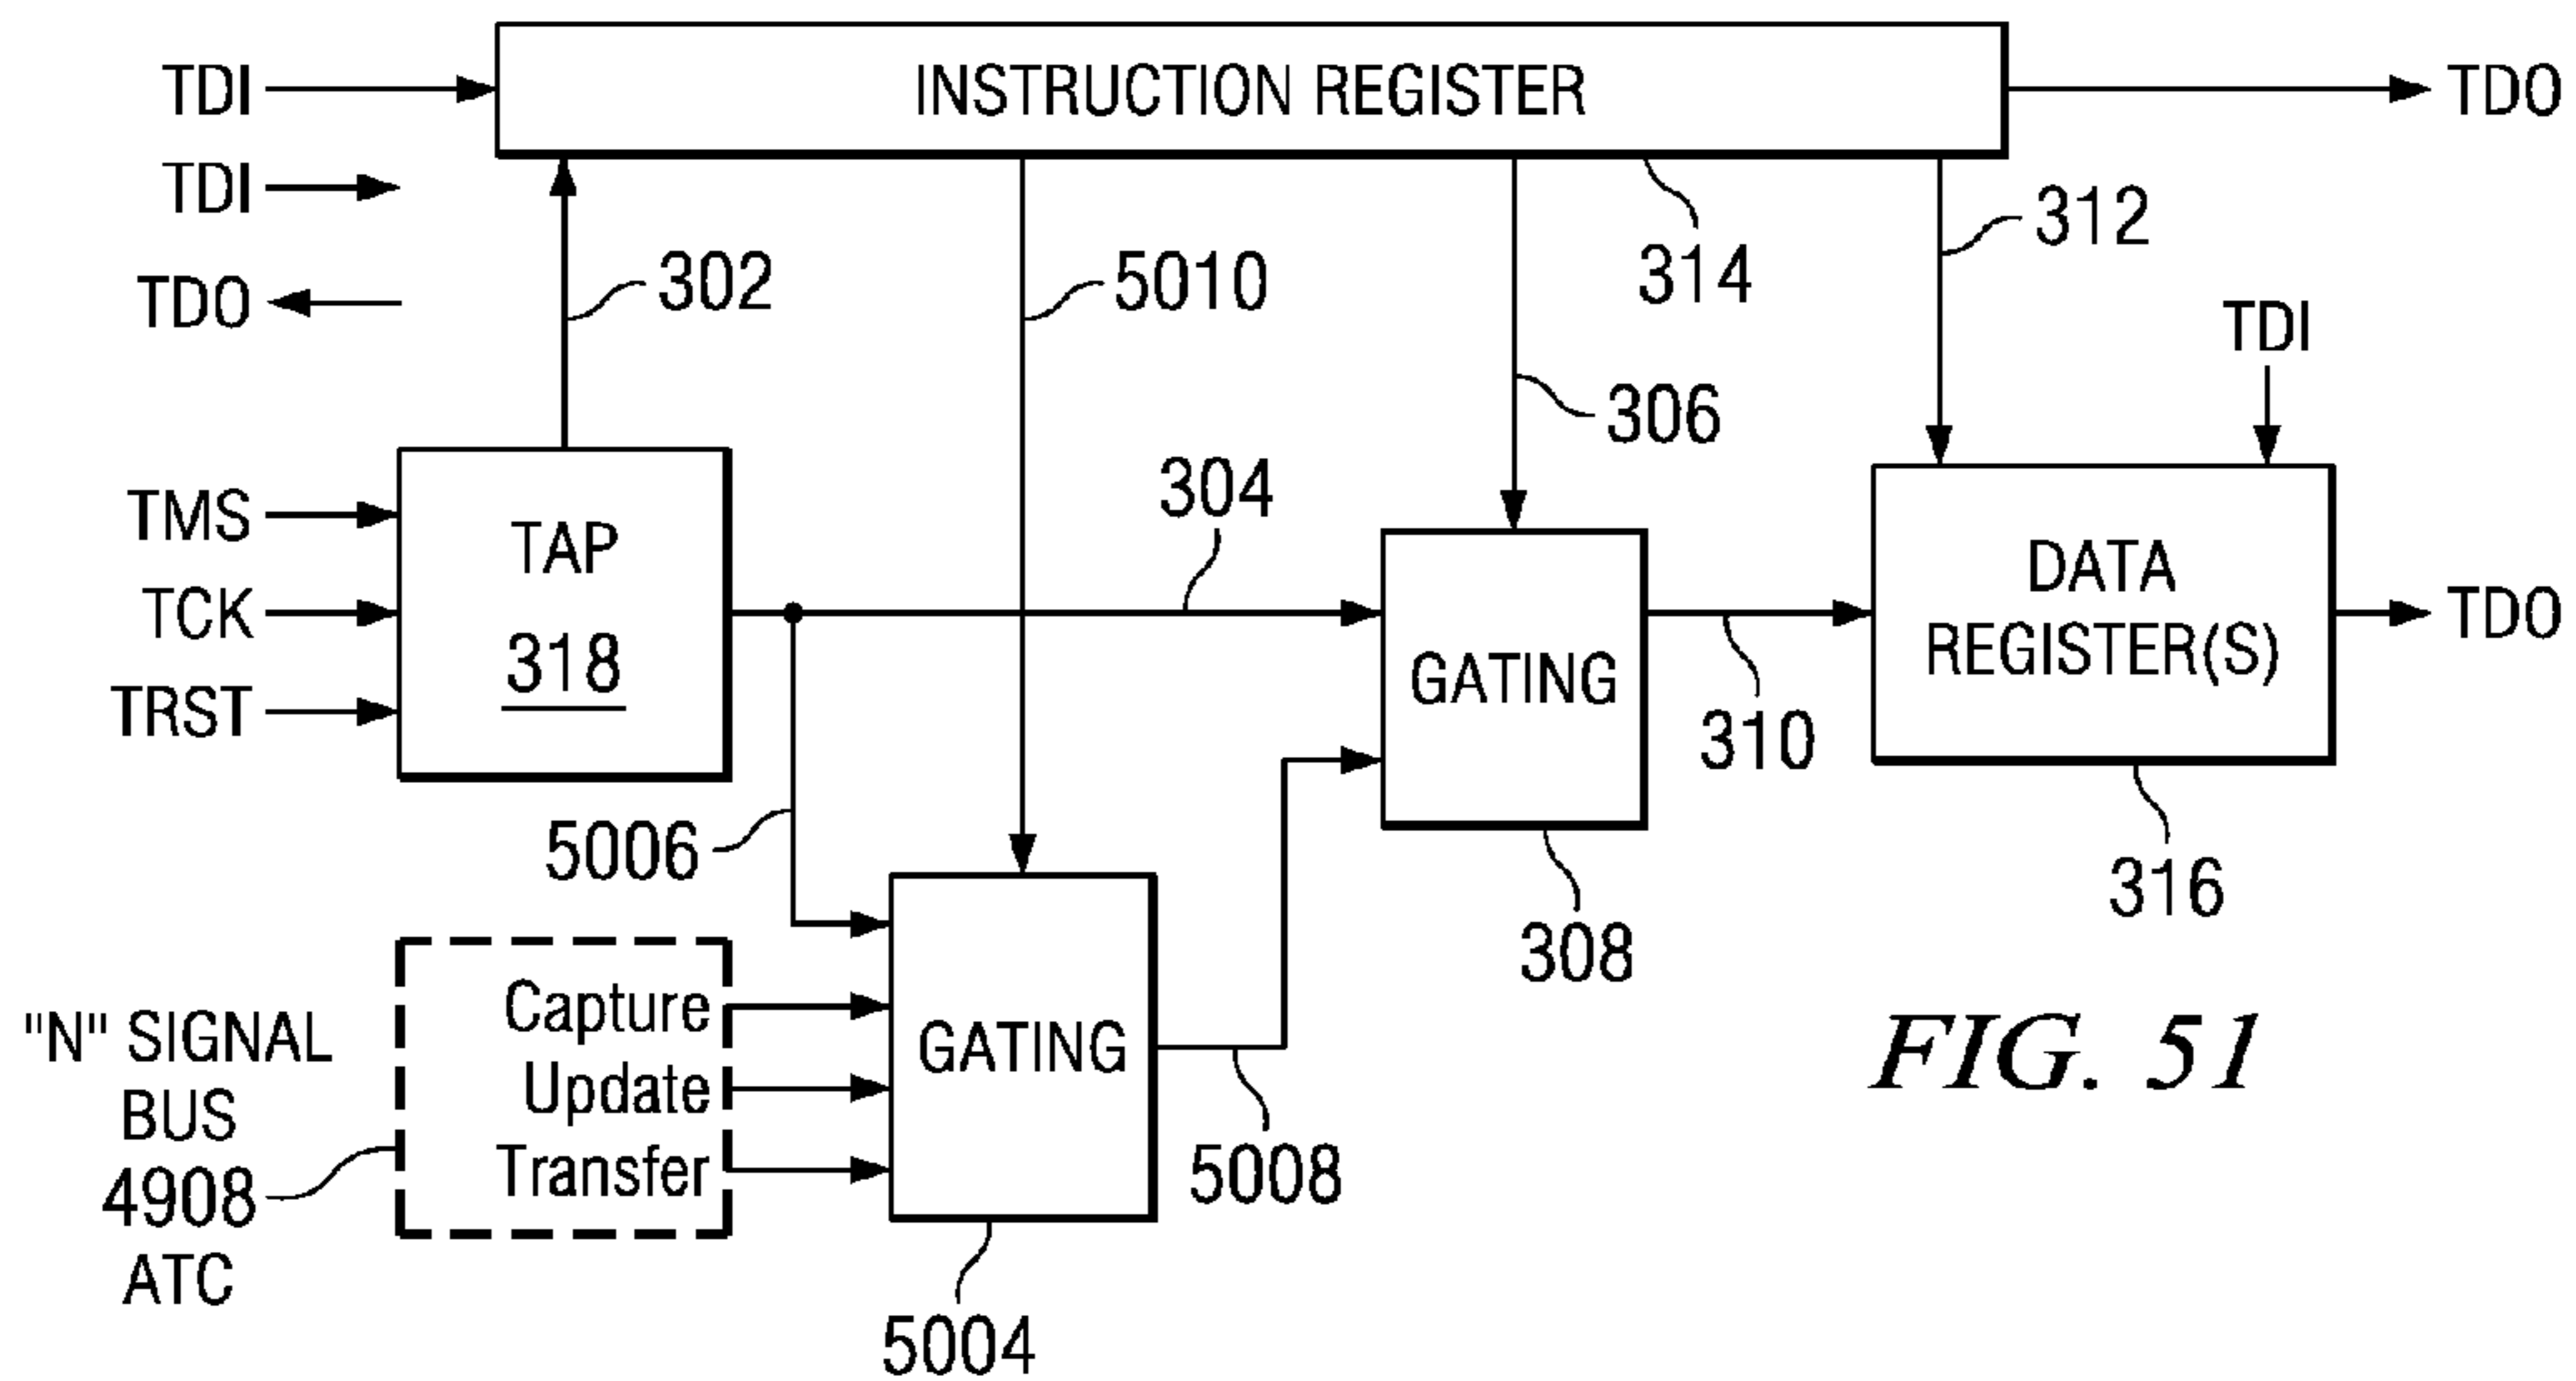 TDI
INSTRUCTION REGISTER
TDO
TDI
TDO
302
5010
314
312
TDI
306
304
TMS
TCK
TRST
TAP
318
GATING
310
DATA
REGISTER(S)
TDO
5006
308
316
"N" SIGNAL
BUS
4908
ATC
Capture
Update
Transfer
GATING
5008
5004
FIG. 51